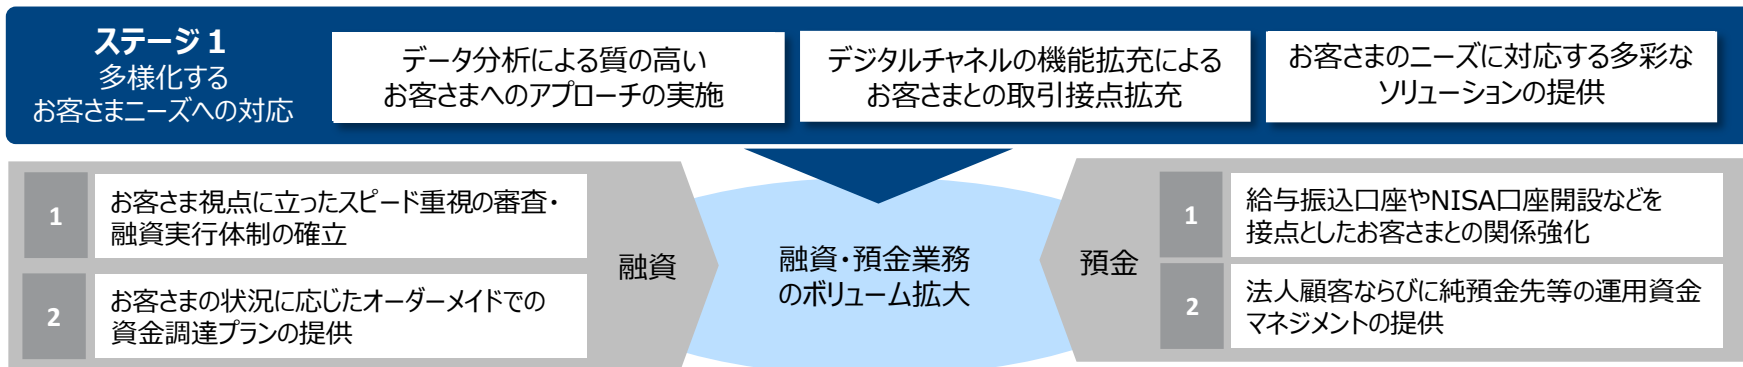 ステージ1
多様化する
お客さまニーズへの対応
データ分析による質の高い
お客さまへのアプローチの実施
デジタルチャネルの機能拡充による
お客さまとの取引接点拡充
お客さまのニーズに対応する多彩な
ソリューションの提供
1
お客さま視点に立ったスピード重視の審査・
融資実行体制の確立
2
お客さまの状況に応じたオーダーメイドでの
資金調達プランの提供
融資
融資・預金業務
のボリューム拡大
預金
1
給与振込口座やNISA口座開設などを
接点としたお客さまとの関係強化
2
法人顧客ならびに純預金先等の運用資金
マネジメントの提供